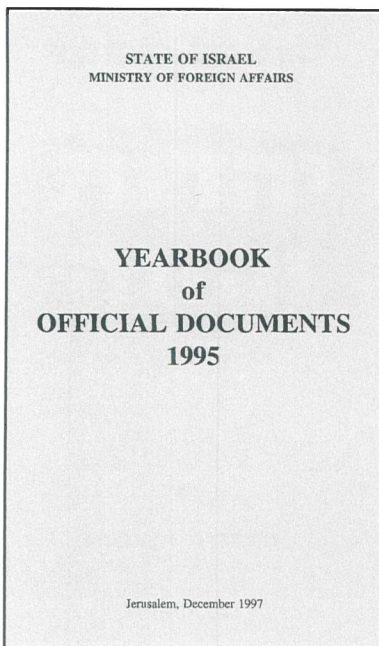 STATE OF ISRAEL
MINISTRY OF FOREIGN AFFAIRS
YEARBOOK
of
OFFICIAL DOCUMENTS
1995
Jerusalem, December 1997